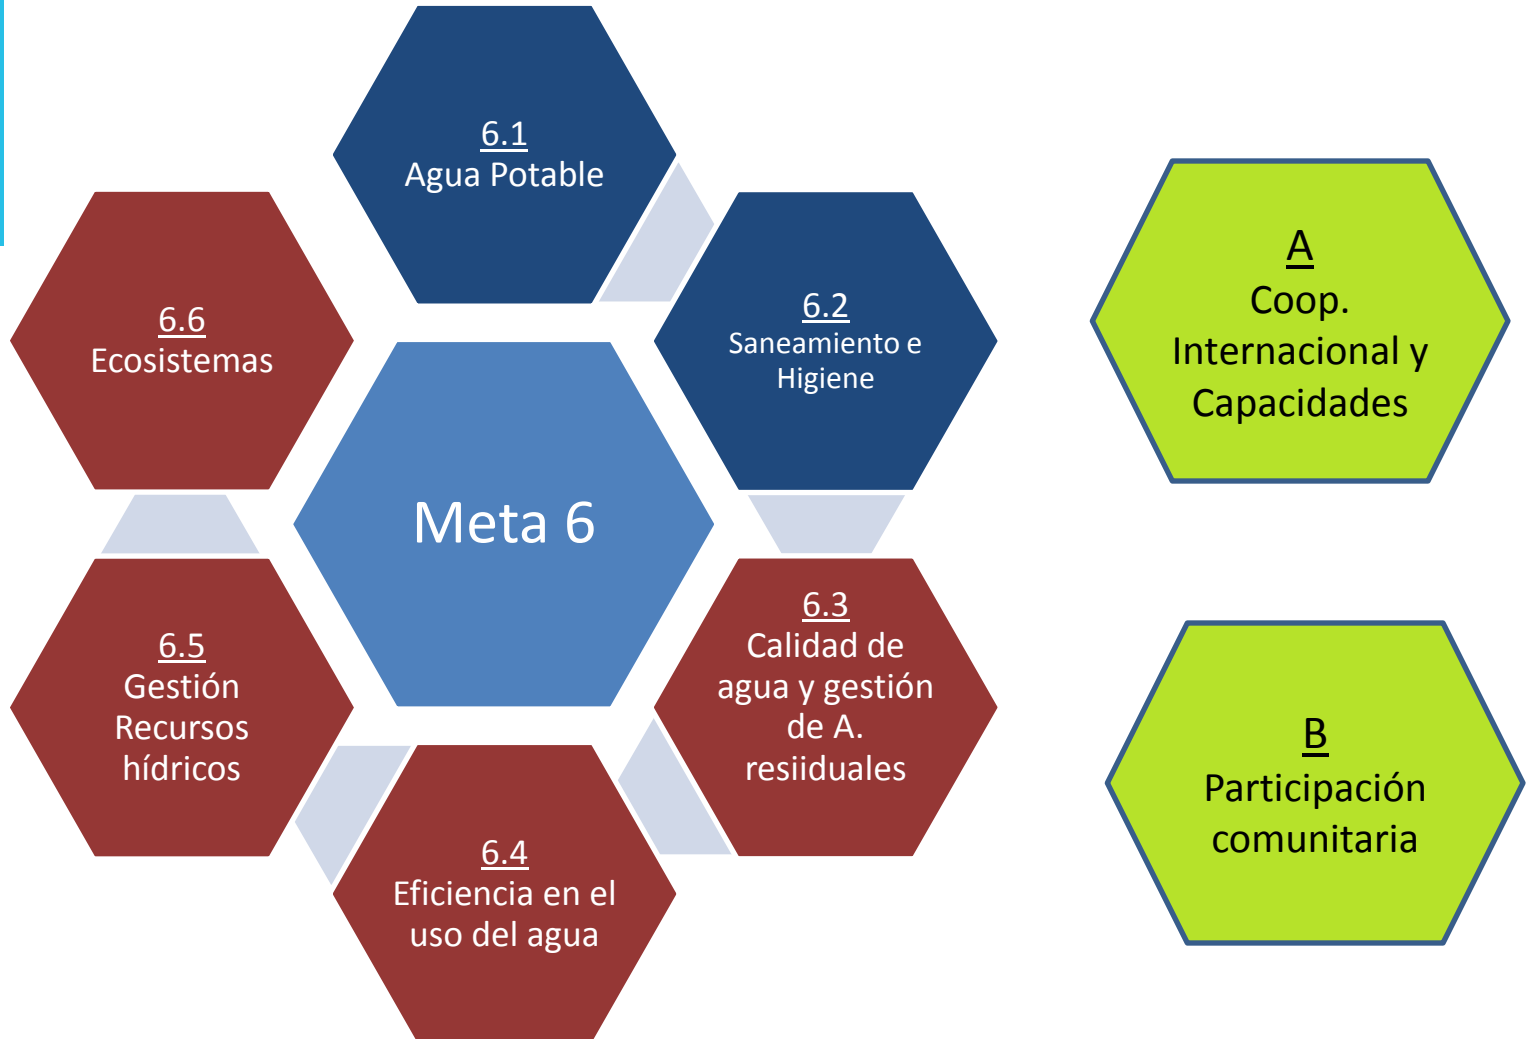 6.1
Agua Potable
6.2
Saneamiento e
Higiene
6.3
Calidad de
agua y gestión
de A.
resiiduales
6.4
Eficiencia en el
uso del agua
6.5
Gestión
Recursos
hídricos
6.6
Ecosistemas
Meta 6
A
Coop.
Internacional y
Capacidades
B
Participación
comunitaria